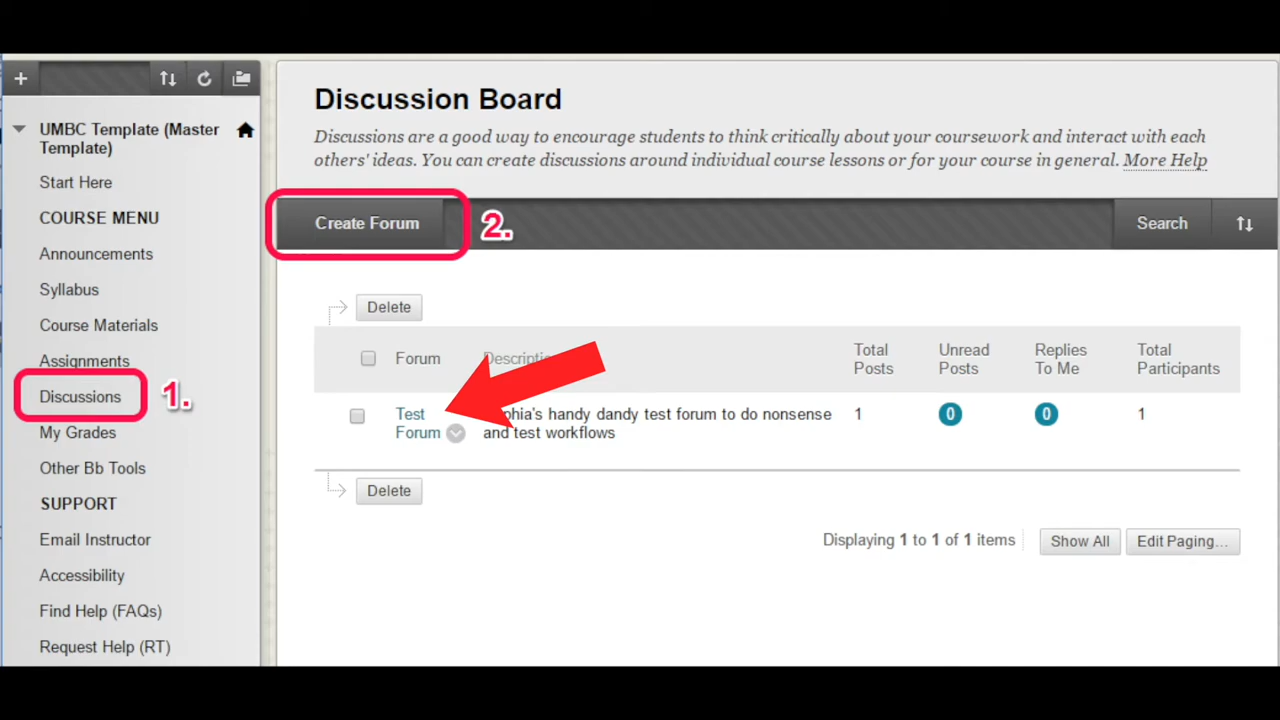 UMBC Template (Master
Template)
Start Here
COURSE MENU
Announcements
Syllabus
Course Materials
Assignments
Discussions
1.
My Grades
Other Bb Tools
SUPPORT
Email Instructor
Accessibility
Find Help (FAQs)
Request Help (RT)
Discussion Board
Discussions are a good way to encourage students to think critically about your coursework and interact with each
others' ideas. You can create discussions around individual course lessons or for your course in general. More Help
Create Forum
2.
Search
Delete
Forum
Total
Posts
Unread
Posts
Replies
To Me
Total
Participants
Test
Forum
handy dandy test forum to do nonsense
and test workflows
1
0
0
1
Delete
Displaying 1 to 1 of 1 items
Show All
Edit Paging...